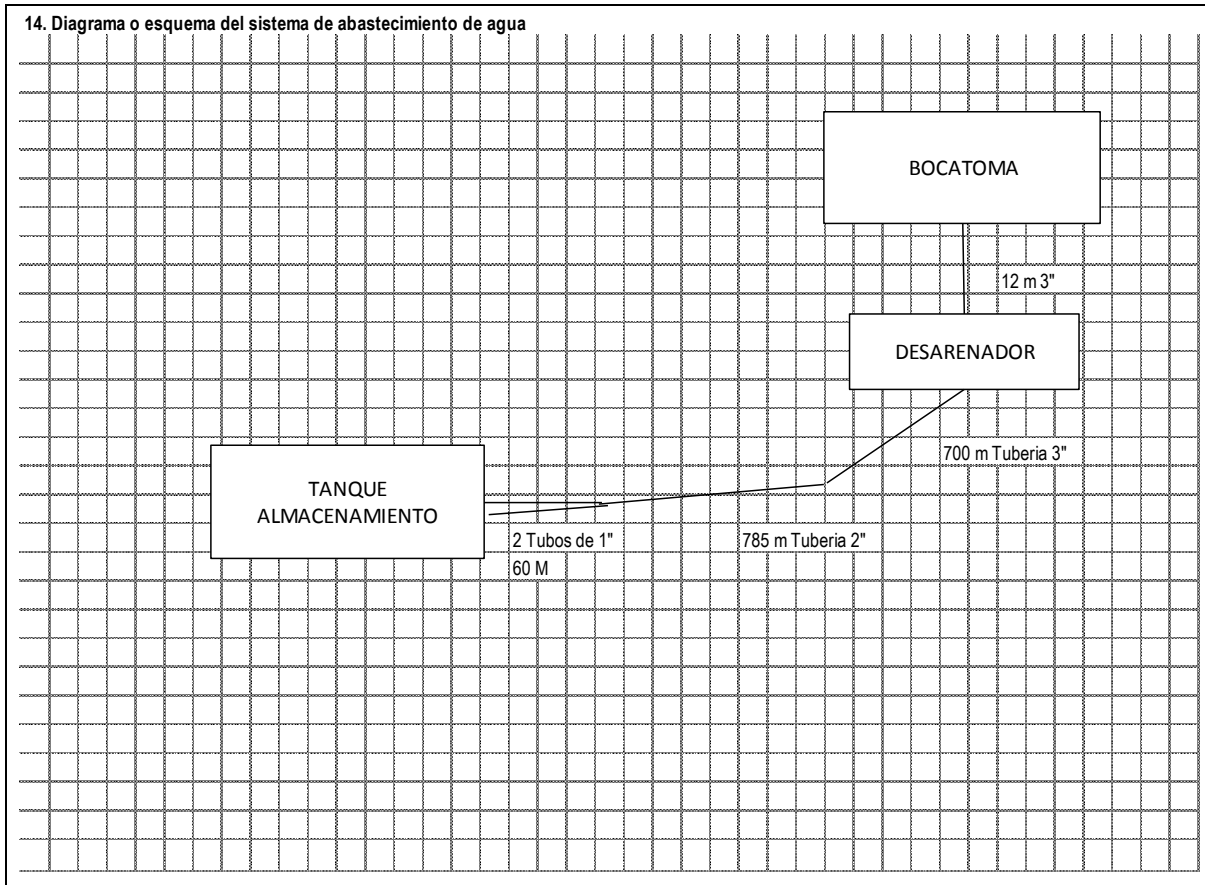 14. Diagrama o esquema del sistema de abastecimiento de agua
BOCATOMA
12 m 3"
DESARENADOR
700 m Tuberia 3"
TANQUE
ALMACENAMIENTO
2 Tubos de 1"
60 M
785 m Tuberia 2"